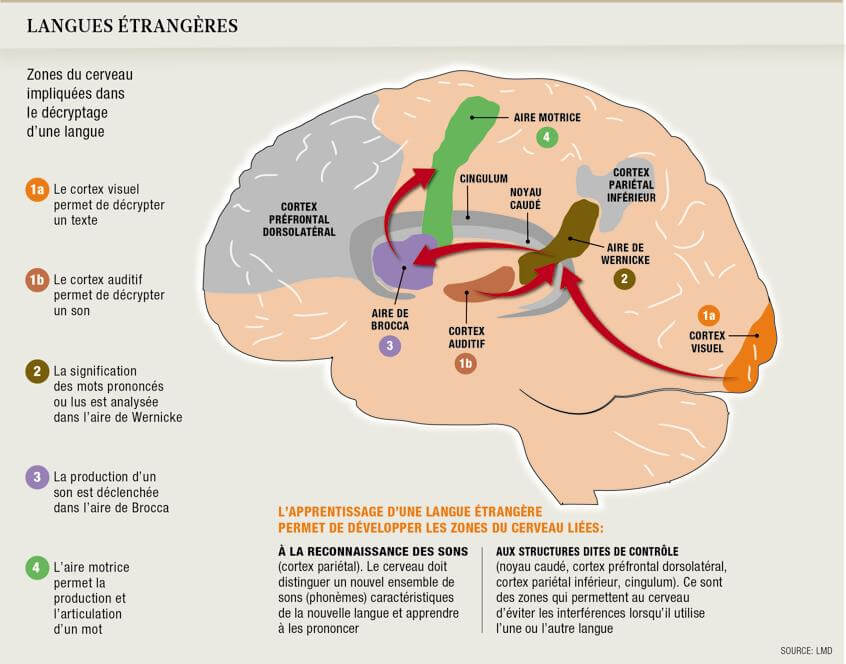 LANGUES ÉTRANGÈRES
Zones du cerveau
impliquées dans
le décryptage
d'une langue
1a Le cortex visuel
permet de décrypter
un texte
1b Le cortex auditif
permet de décrypter
un son
2 La signification
des mots prononcés
ou lus est analysée
dans l'aire de Wernicke
3 La production d'un
son est déclenchée
dans l'aire de Brocca
4 L'aire motrice
permet la
production et
l'articulation
d'un mot
AIRE MOTRICE
4
CINGULUM
NOYAU
CAUDÉ
CORTEX
PARIÉTAL
INFÉRIEUR
CORTEX
PRÉFRONTAL
DORSOLATÉRAL
AIRE DE
WERNICKE
2
AIRE DE
BROCCA
3
CORTEX
AUDITIF
1b
1a
CORTEX
VISUEL
L'APPRENTISSAGE D'UNE LANGUE ÉTRANGÈRE
PERMET DE DÉVELOPPER LES ZONES DU CERVEAU LIÉES:
À LA RECONNAISSANCE DES SONS
(cortex pariétal). Le cerveau doit
distinguer un nouvel ensemble de
sons (phonèmes) caractéristiques
de la nouvelle langue et apprendre
à les prononcer
AUX STRUCTURES DITES DE CONTRÔLE
(noyau caudé, cortex préfrontal dorsolatéral,
cortex pariétal inférieur, cingulum). Ce sont
des zones qui permettent au cerveau
d'éviter les interférences lorsqu'il utilise
l'une ou l'autre langue
SOURCE: LMD